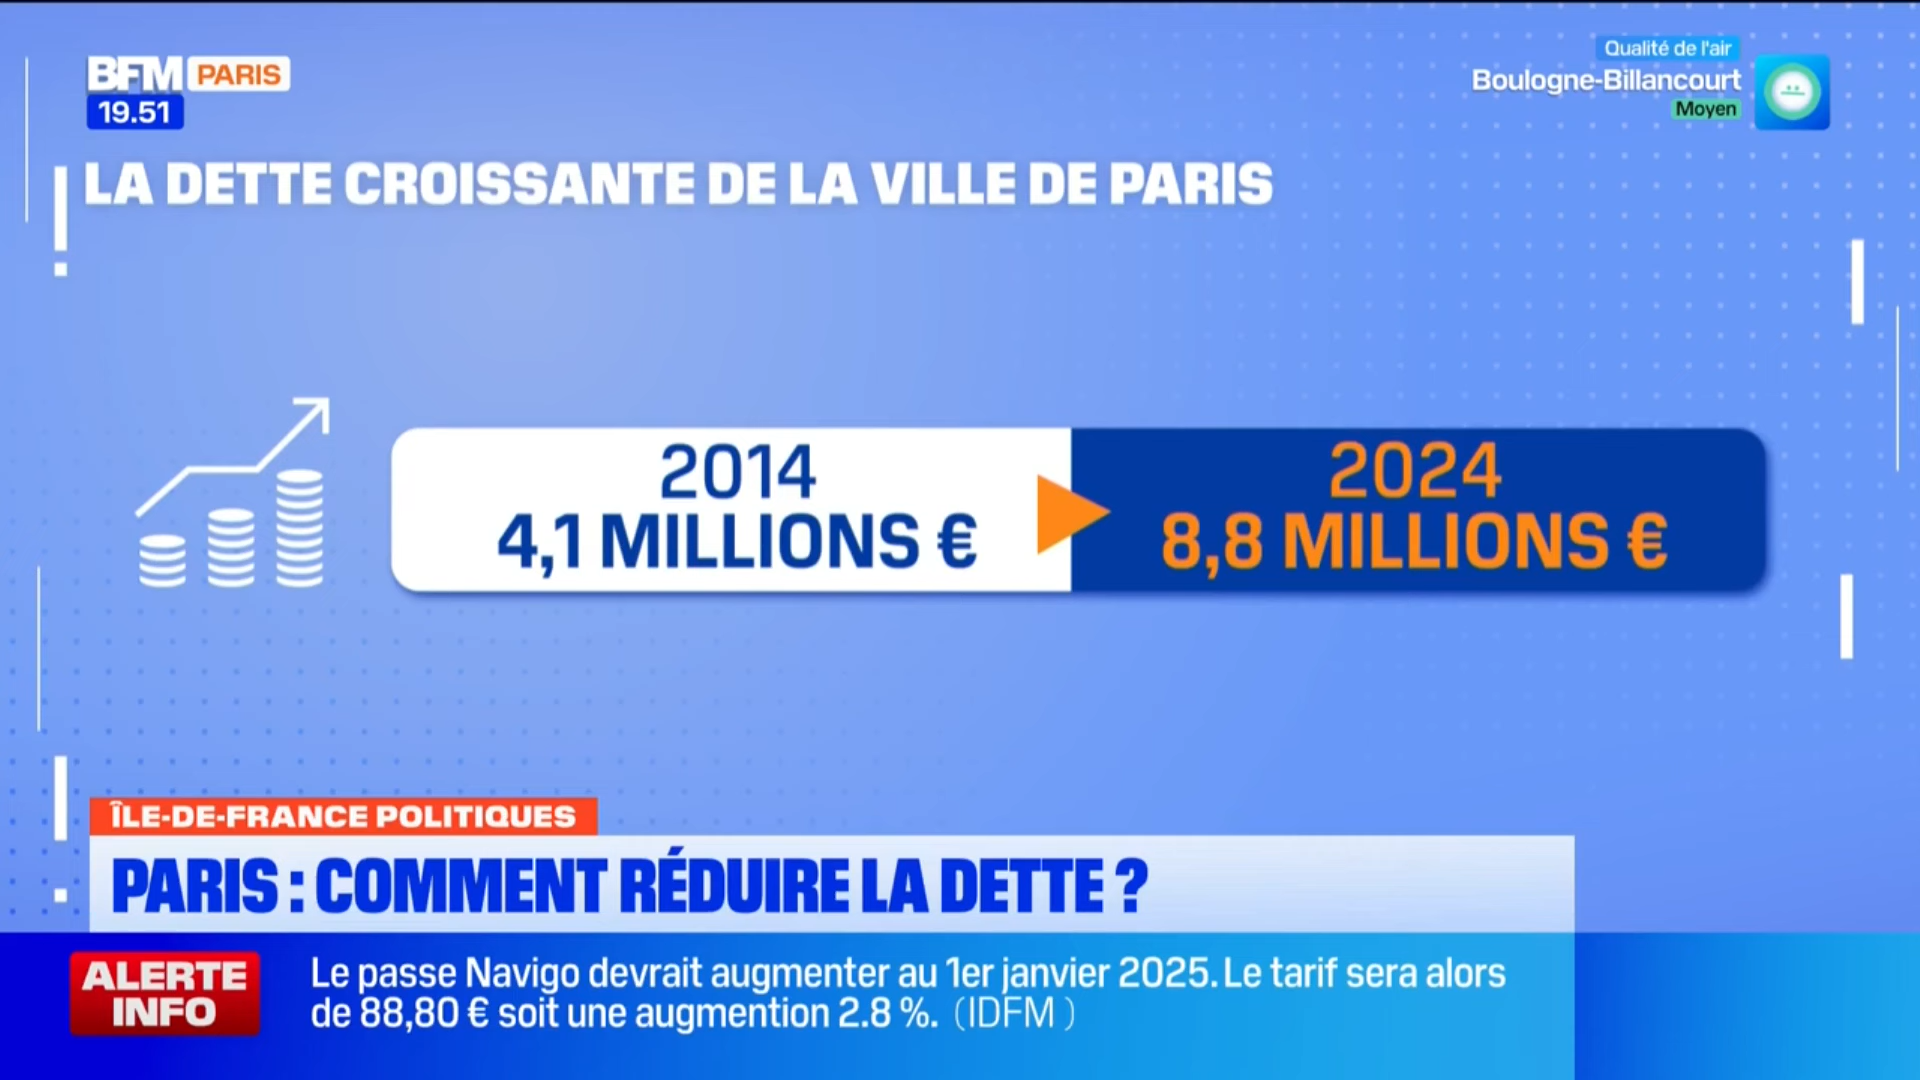 BFM PARIS
19.51
Qualité de l'air
Boulogne-Billancourt
Moyen
LA DETTE CROISSANTE DE LA VILLE DE PARIS
2014
4,1 MILLIONS €
2024
8,8 MILLIONS €
ÎLE-DE-FRANCE POLITIQUES
PARIS : COMMENT RÉDUIRE LA DETTE ?
ALERTE
INFO
Le passe Navigo devrait augmenter au 1er janvier 2025. Le tarif sera alors
de 88,80 € soit une augmention 2.8 %. (IDFM )